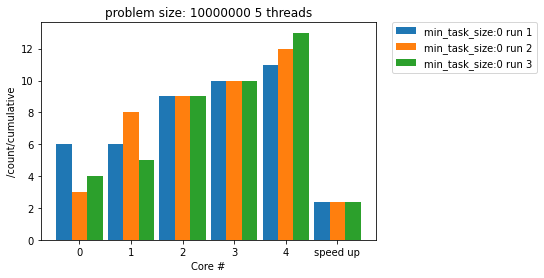 problem size: 10000000 5 threads
min_task_size:0 run 1
min_task_size:0 run 2
min_task_size:0 run 3
/count/cumulative
12
10
8
6
4
2
0
0 1 2 3 4 speed up
Core #